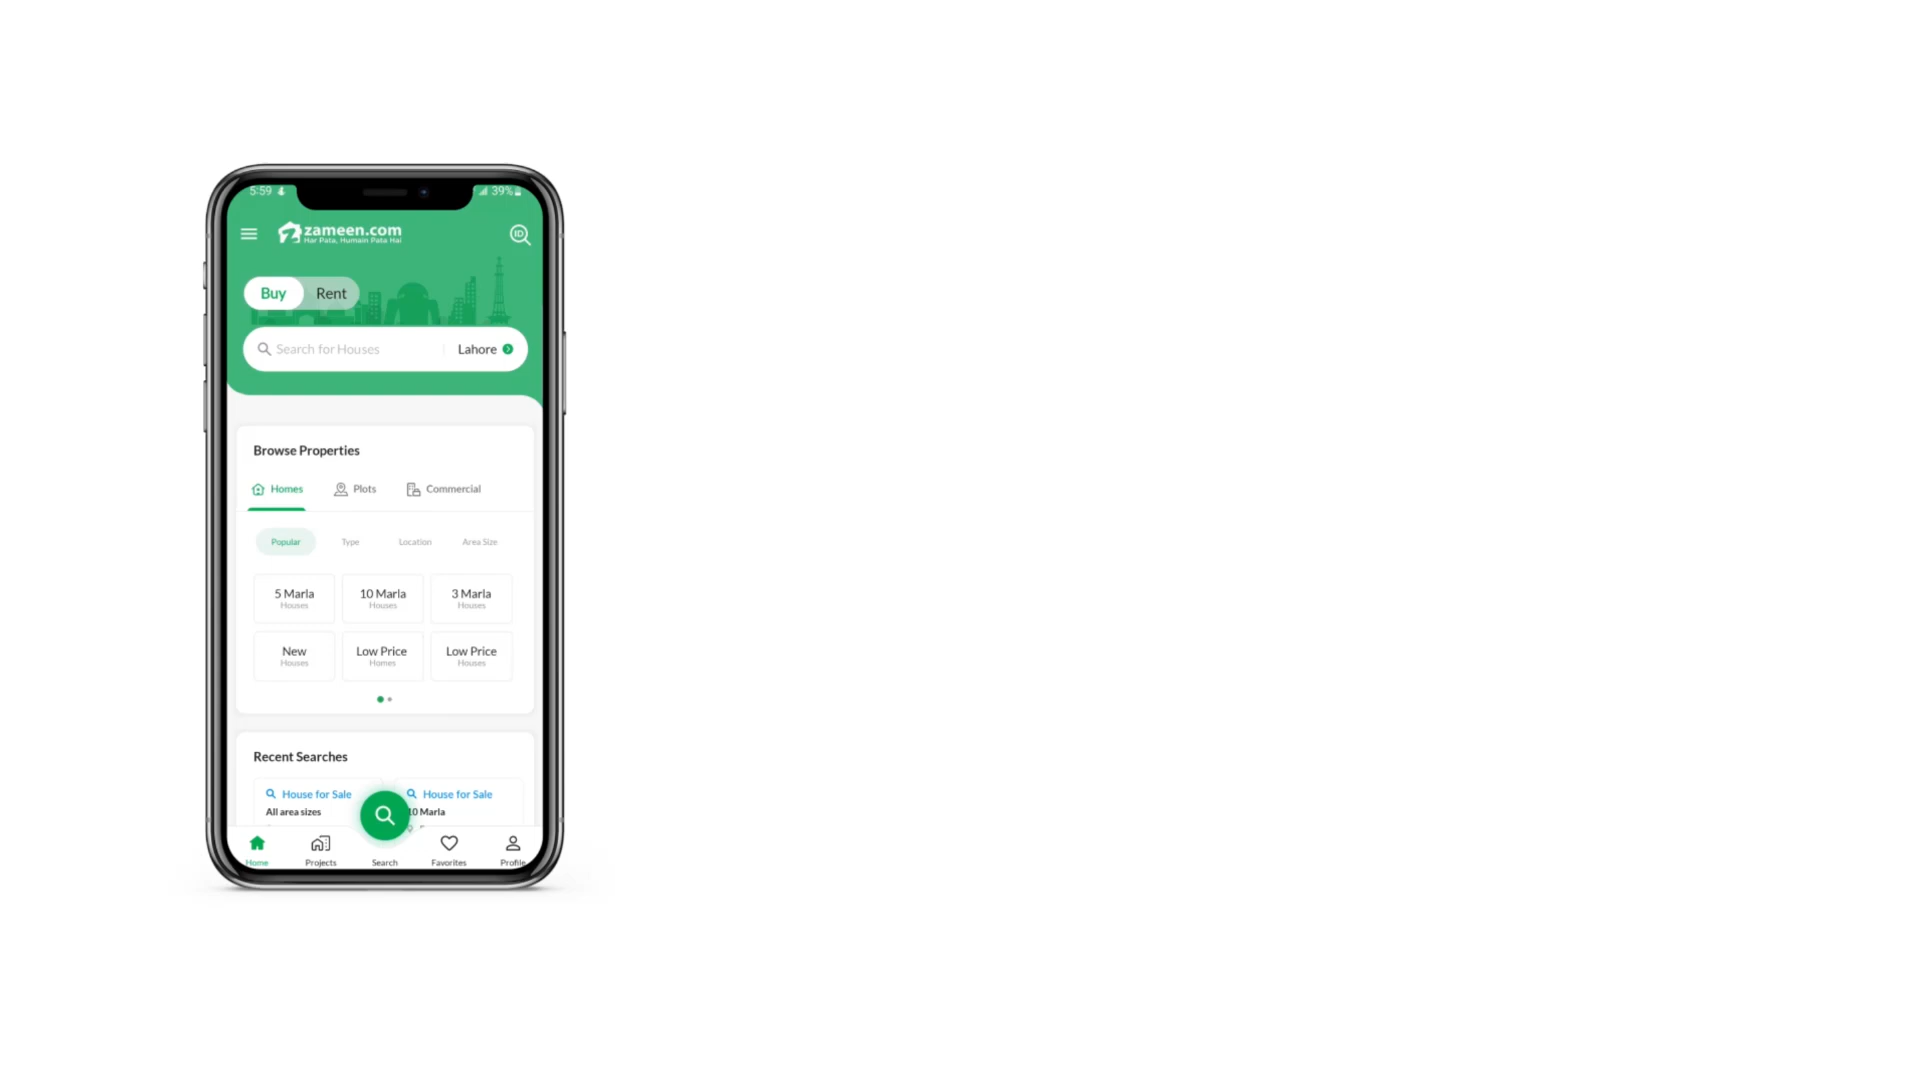 5:59
39%
zameen.com
Har Pata, Humain Pata Hai
Buy
Rent
Search for Houses
Lahore
Browse Properties
Homes
Plots
Commercial
Popular
Type
Location
Area Size
5 Marla
Houses
10 Marla
Houses
3 Marla
Houses
New
Houses
Low Price
Homes
Low Price
Houses
Recent Searches
House for Sale
All area sizes
House for Sale
10 Marla
Home
Projects
Search
Favorites
Profile